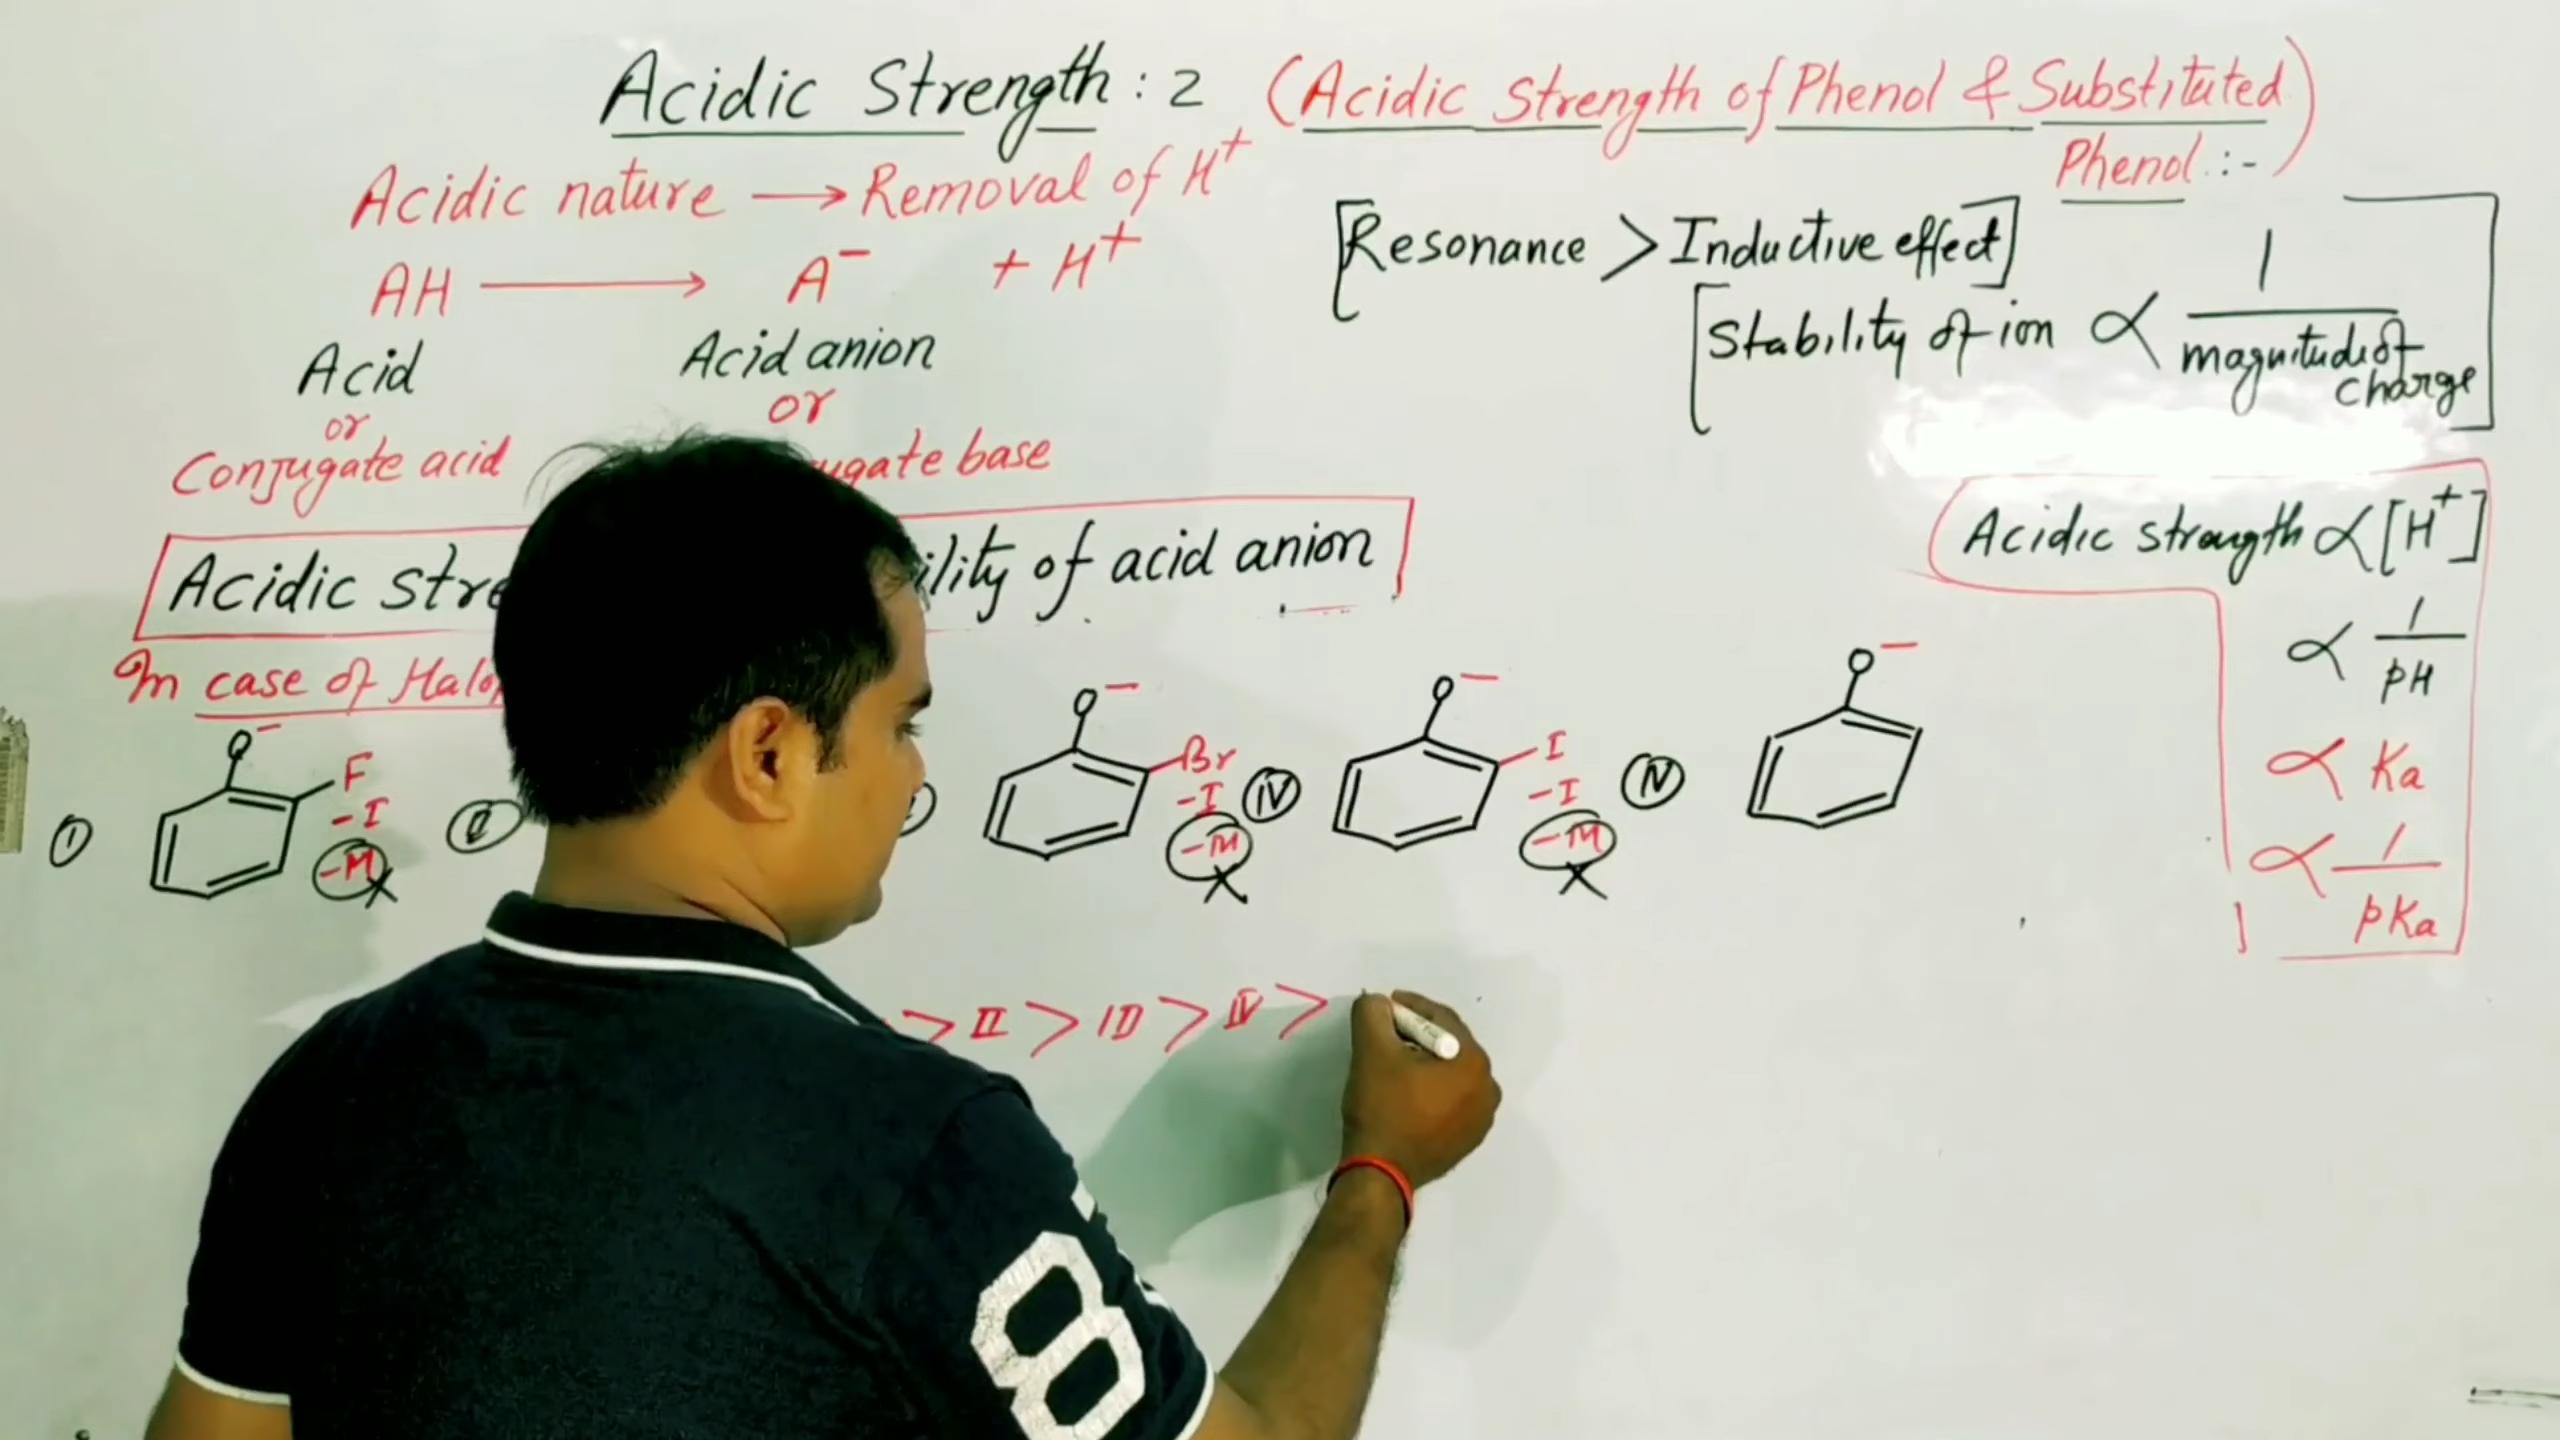 Acidic Strength : 2 (Acidic Strength of Phenol & Substituted
Phenol :-)
Acidic nature → Removal of H⁺
AH → A⁻ + H⁺
Acid
or
Conjugate acid
Acid anion
or
ugate base
[Resonance > Inductive effect]
[Stability of ion ∝ 1
magnitude of
charge
Acidic stre
ility of acid anion
Acidic strength ∝ [H⁺]
∝ 1
pH
∝ Ka
∝ 1
pKa
In case of Halo
O⁻
F
-I
-M
X
I
II
O⁻
Br
-I
-M
X
IV
O⁻
I
-I
-M
X
IV
O⁻
> II > III > IV >
8